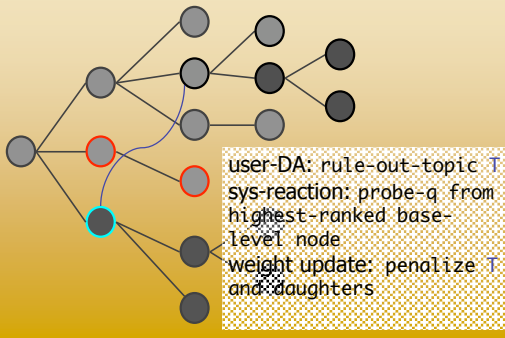 user-DA: rule-out-topic T
sys-reaction: probe-q from
highest-ranked base-
level node
weight update: penalize T
and daughters